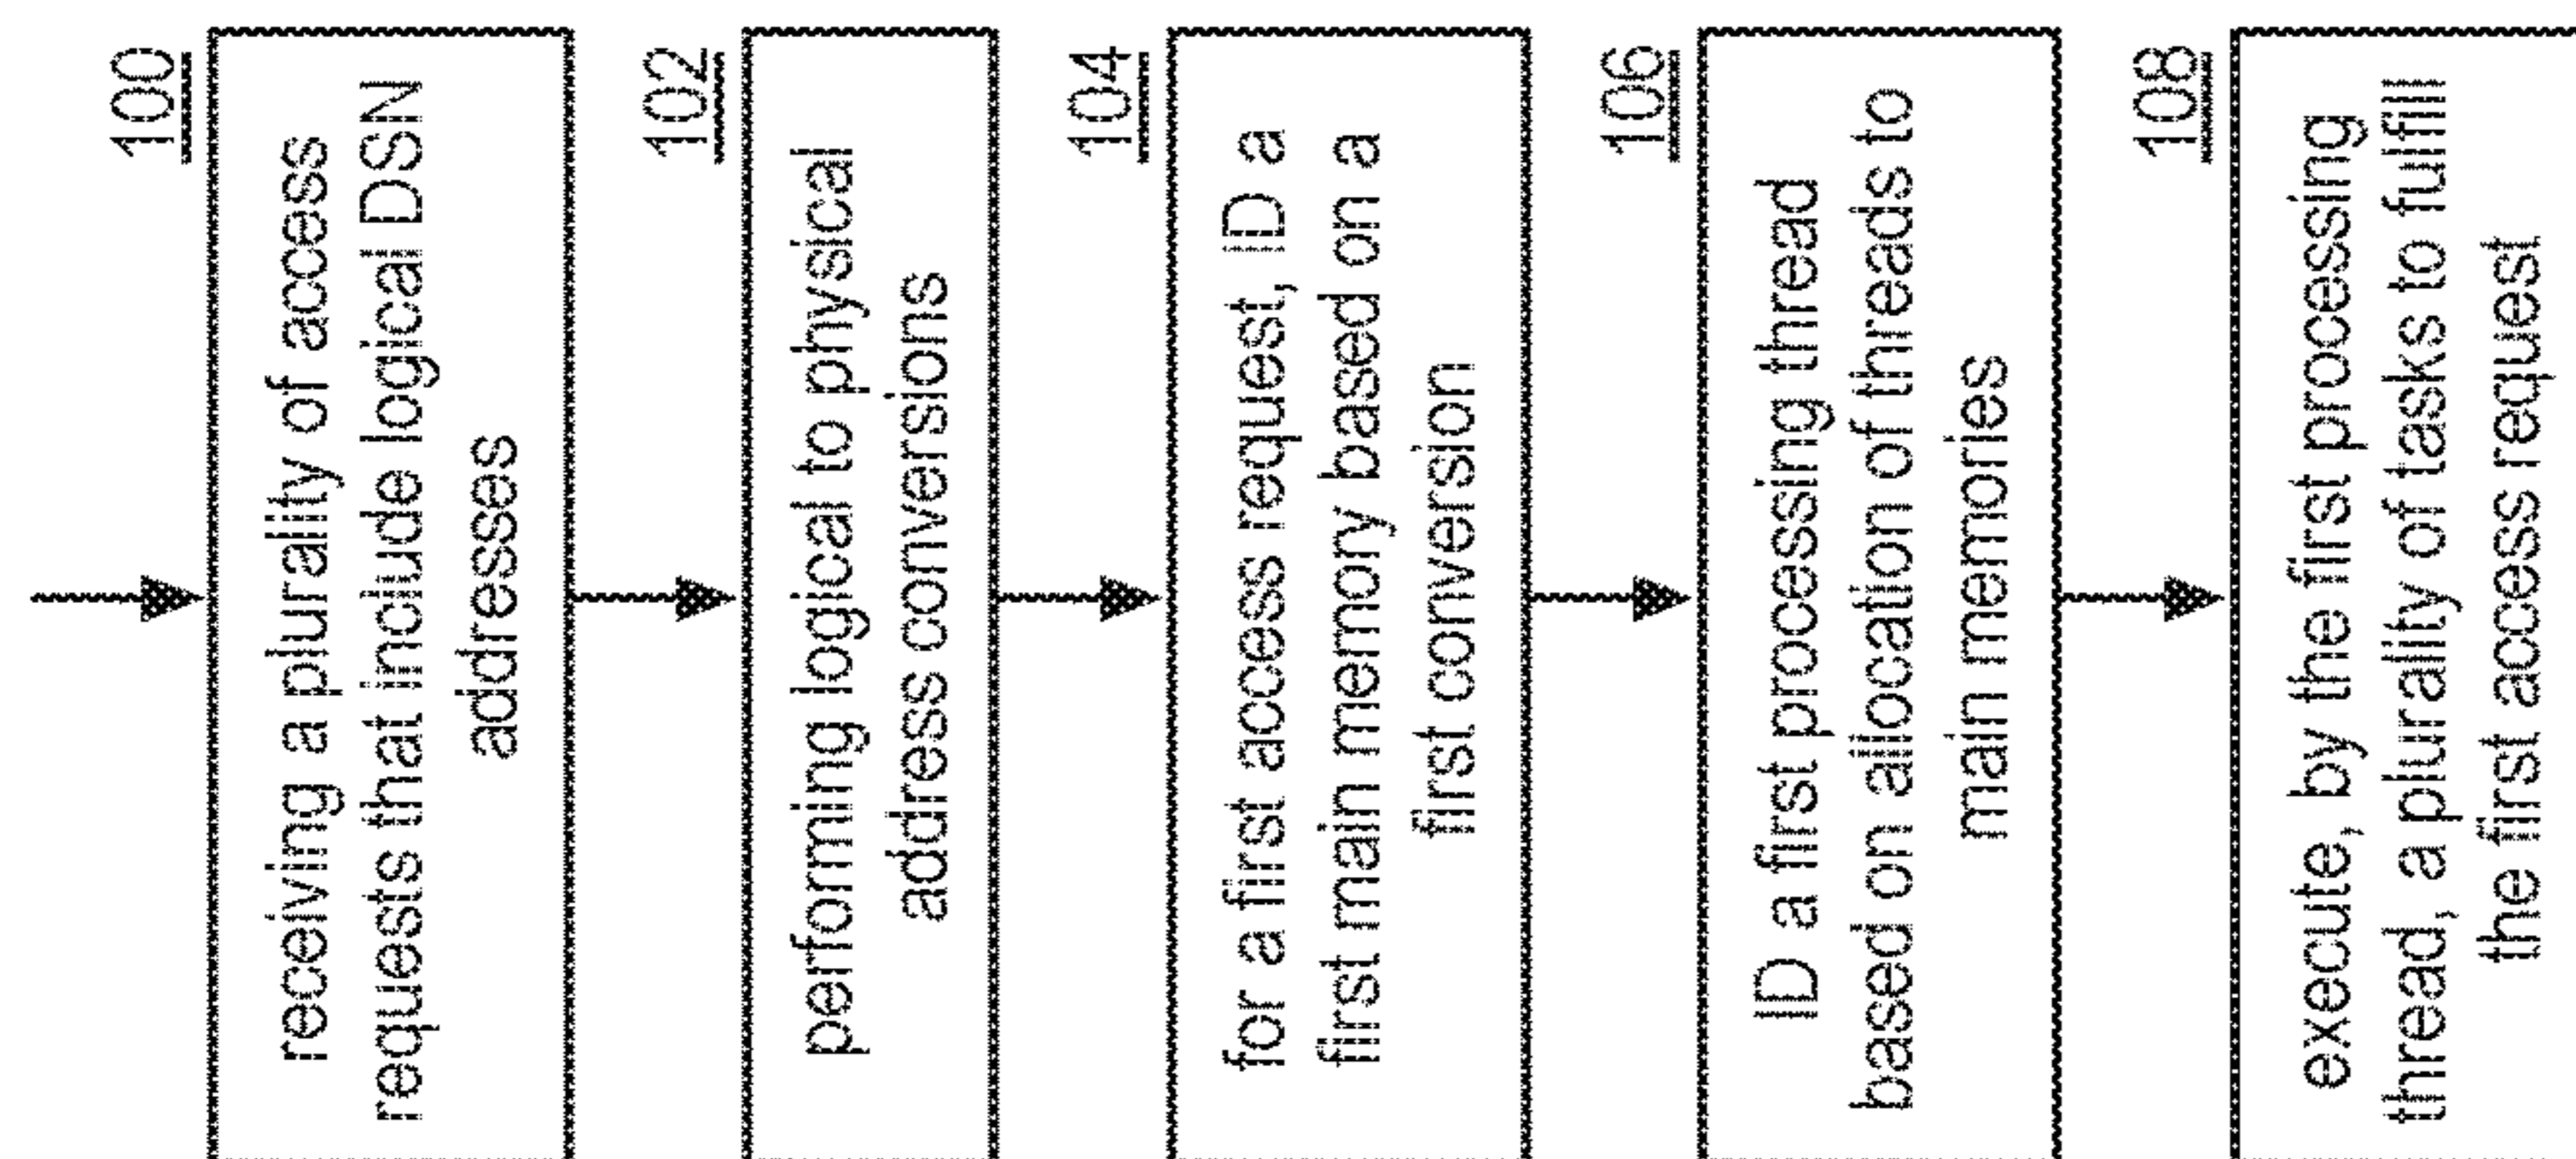 100
receiving a plurality of access
requests that include logical DSN
addresses
102
performing logical to physical
address conversions
104
for a first access request, ID a
first main memory based on a
first conversion
106
ID a first processing thread
based on allocation of threads to
main memories
108
execute, by the first processing
thread, a plurality of tasks to fulfill
the first access request